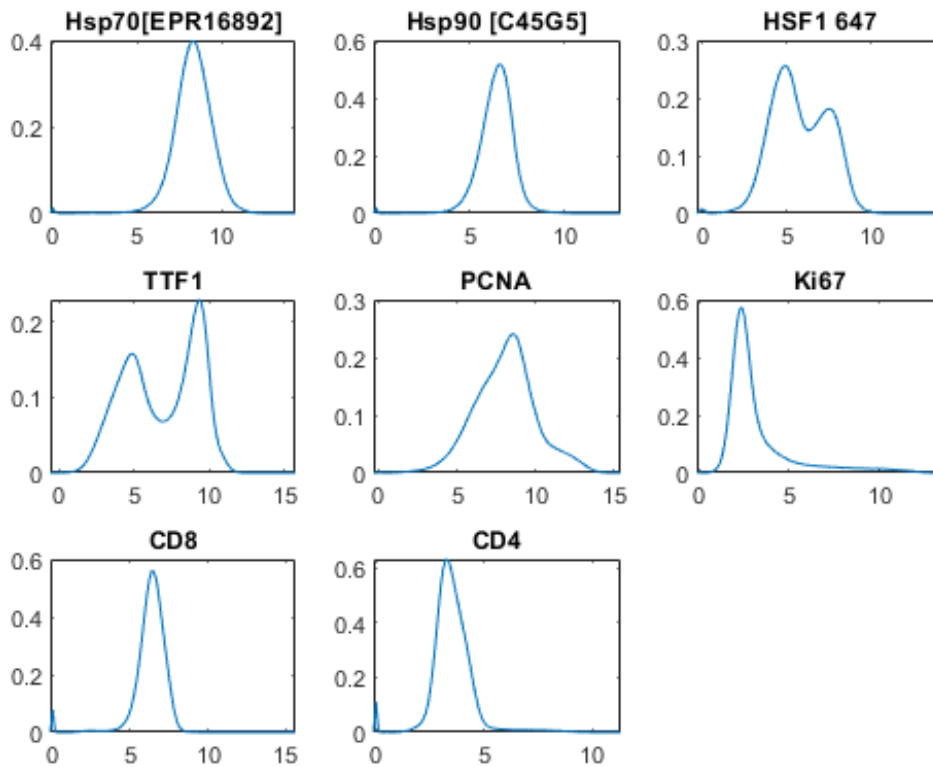 Hsp70[EPR16892] Hsp90 [C45G5] HSF1 647
0.4 0.6 0.3
0.4 0.2
0.2 0.2 0.1
0 0 0
0 5 10 0 5 10 0 5 10
TTF1 PCNA Ki67
0.2 0.3 0.6
0.2 0.4
0.1 0.1 0.2
0 0 0
0 5 10 15 0 5 10 15 0 5 10
CD8 CD4
0.6 0.6
0.4 0.4
0.2 0.2
0 0
0 5 10 15 0 5 10